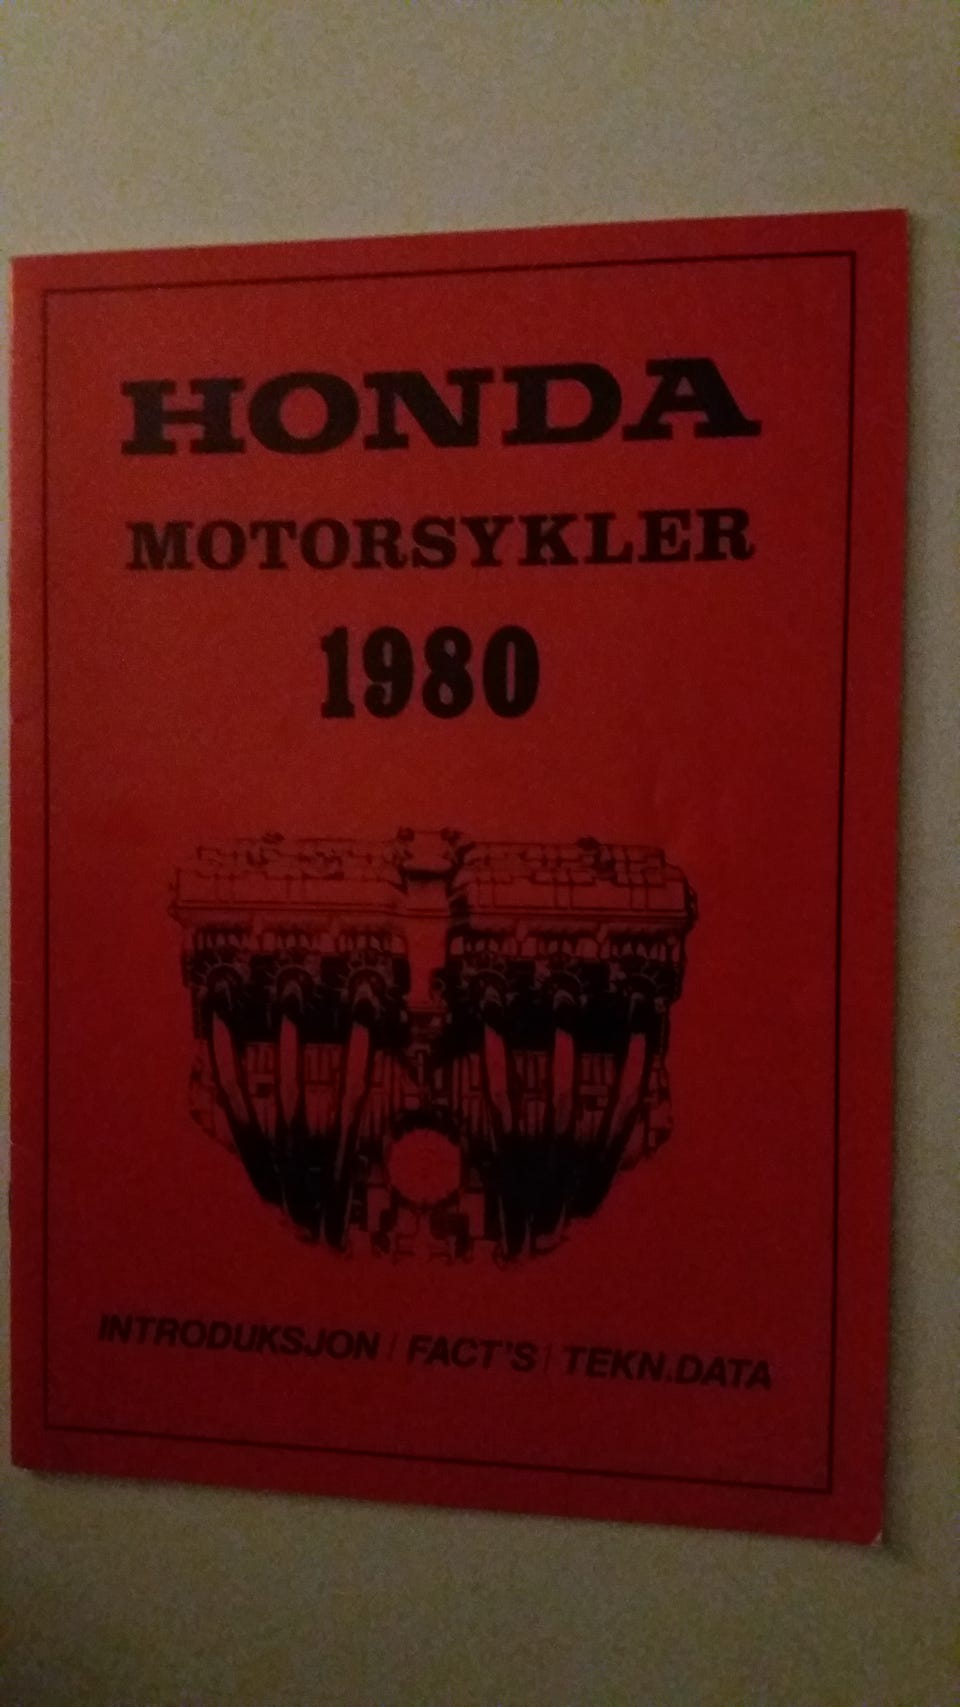 HONDA
MOTORSYKLER
1980
INTRODUKSJON / FACT'S / TEKN.DATA